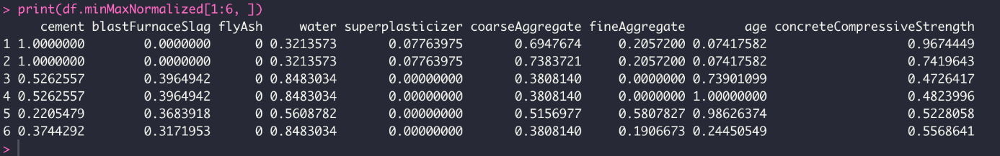 > print(df.minMaxNormalized[1:6, ])
     cement blastFurnaceSlag flyAsh     water superplasticizer coarseAggregate fineAggregate        age concreteCompressiveStrength
1 1.0000000        0.0000000      0 0.3213573       0.07763975       0.6947674     0.2057200 0.07417582                   0.9674449
2 1.0000000        0.0000000      0 0.3213573       0.07763975       0.7383721     0.2057200 0.07417582                   0.7419643
3 0.5262557        0.3964942      0 0.8483034       0.00000000       0.3808140     0.0000000 0.73901099                   0.4726417
4 0.5262557        0.3964942      0 0.8483034       0.00000000       0.3808140     0.0000000 1.00000000                   0.4823996
5 0.2205479        0.3683918      0 0.5608782       0.00000000       0.5156977     0.5807827 0.98626374                   0.5228058
6 0.3744292        0.3171953      0 0.8483034       0.00000000       0.3808140     0.1906673 0.24450549                   0.5568641
>